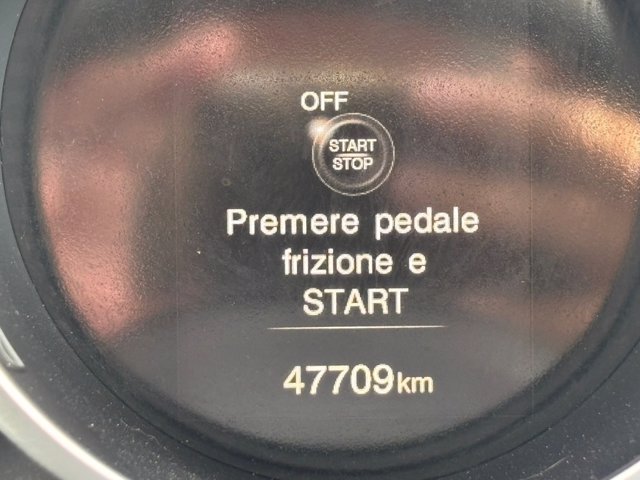 OFF
START
STOP
Premere pedale
frizione e
START
47709km